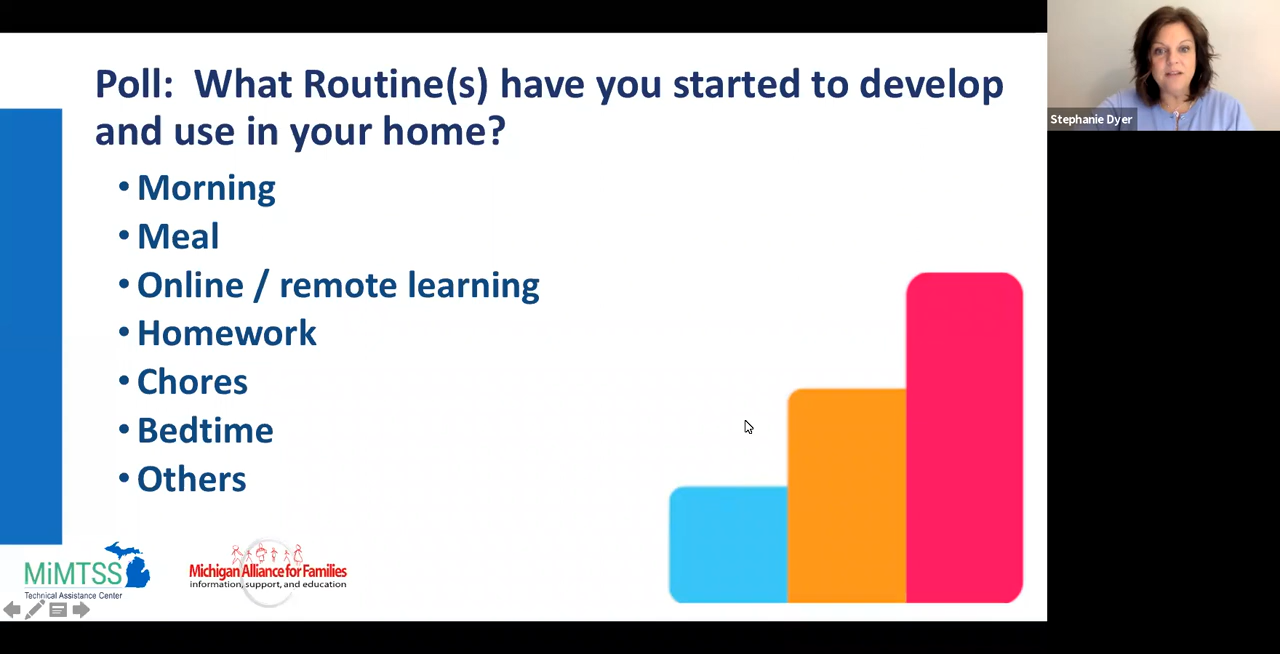 Poll:  What Routine(s) have you started to develop
and use in your home?
• Morning
• Meal
• Online / remote learning
• Homework
• Chores
• Bedtime
• Others
MiMTSS
Technical Assistance Center
Michigan Alliance for Families
information, support, and education
Stephanie Dyer